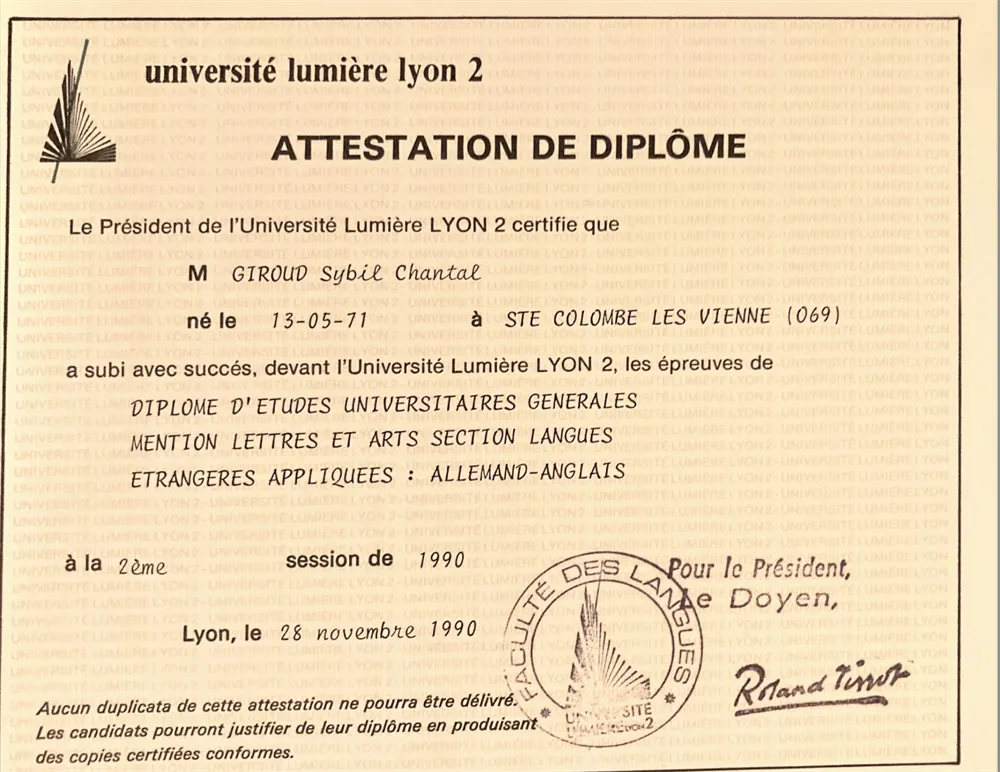 université lumière lyon 2
ATTESTATION DE DIPLÔME
Le Président de l'Université Lumière LYON 2 certifie que
M GIROUD Sybil Chantal
né le 13-05-71 à STE COLOMBE LES VIENNE (069)
a subi avec succés, devant l'Université Lumière LYON 2, les épreuves de
DIPLOME D'ETUDES UNIVERSITAIRES GENERALES
MENTION LETTRES ET ARTS SECTION LANGUES
ETRANGERES APPLIQUEES : ALLEMAND-ANGLAIS
à la 2ème session de 1990
Lyon, le 28 novembre 1990
FACULTÉ DES LANGUES
UNIVERSITÉ
LUMIÈRE LYON 2
Pour le Président,
Le Doyen,
Roland
Aucun duplicata de cette attestation ne pourra être délivré.
Les candidats pourront justifier de leur diplôme en produisant
des copies certifiées conformes.